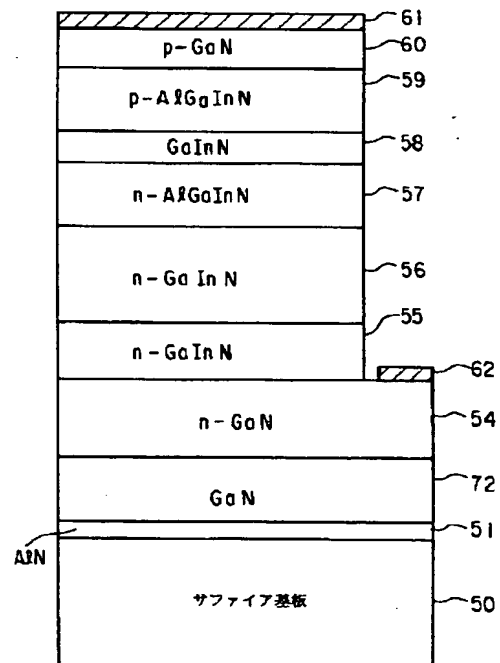 61
p-GaN
60
p-AlGaInN
59
GaInN
58
n-AlGaInN
57
n-GaInN
56
n-GaInN
55
62
n-GaN
54
GaN
72
AlN
51
サファイア基板
50